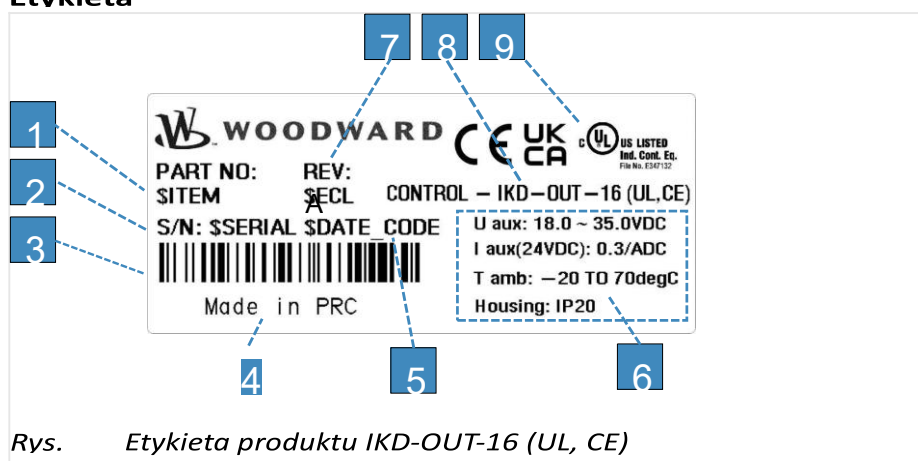 Etykieta
7 8 9
1
2
3
WOODWARD
CE UK CA
c UL US LISTED
Ind. Cont. Eq.
File No. E347132
PART NO: REV:
$ITEM $ECL
A
CONTROL – IKD–OUT–16 (UL,CE)
S/N: $SERIAL $DATE_CODE
U aux: 18.0 ~ 35.0VDC
I aux(24VDC): 0.3/ADC
T amb: –20 TO 70degC
Housing: IP20
Made in PRC
4 5 6
Rys. Etykieta produktu IKD-OUT-16 (UL, CE)